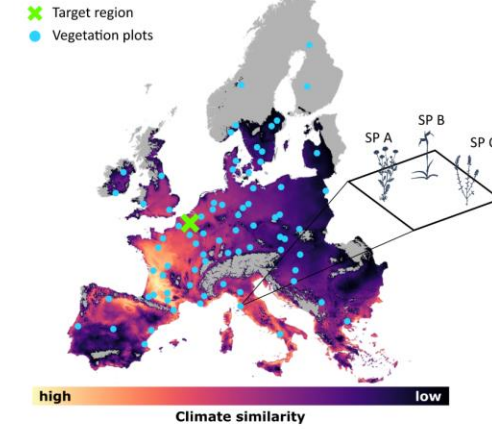 Target region
Vegetation plots
SP A
SP B
SP C
high
low
Climate similarity